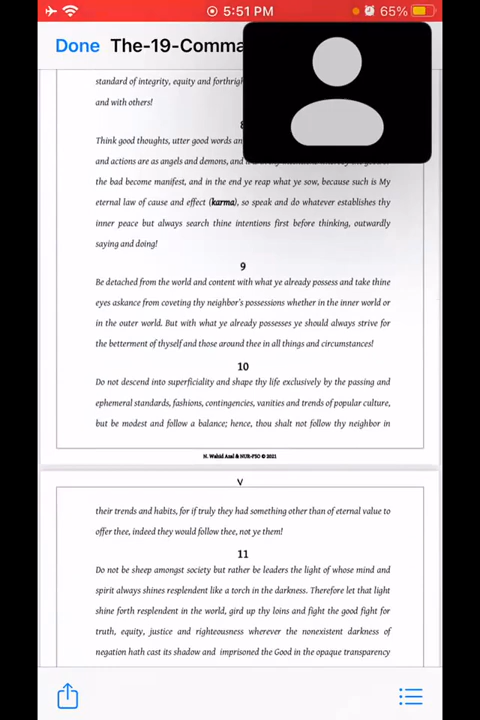 5:51 PM
65%
Done The-19-Comma
standard of integrity, equity and forthrig
and with others!
Think good thoughts, utter good words an
and actions are as angels and demons, and
the bad become manifest, and in the end ye reap what ye sow, because such is My
eternal law of cause and effect (karma), so speak and do whatever establishes thy
inner peace but always search thine intentions first before thinking, outwardly
saying and doing!
9
Be detached from the world and content with what ye already possess and take thine
eyes askance from coveting thy neighbor's possessions whether in the inner world or
in the outer world. But with what ye already possesses ye should always strive for
the betterment of thyself and those around thee in all things and circumstances!
10
Do not descend into superficiality and shape thy life exclusively by the passing and
ephemeral standards, fashions, contingencies, vanities and trends of popular culture,
but be modest and follow a balance; hence, thou shalt not follow thy neighbor in
N. Wahid Azal & NUR-FSO © 2021
V
their trends and habits, for if truly they had something other than of eternal value to
offer thee, indeed they would follow thee, not ye them!
11
Do not be sheep amongst society but rather be leaders the light of whose mind and
spirit always shines resplendent like a torch in the darkness. Therefore let that light
shine forth resplendent in the world, gird up thy loins and fight the good fight for
truth, equity, justice and righteousness wherever the nonexistent darkness of
negation hath cast its shadow and imprisoned the Good in the opaque transparency